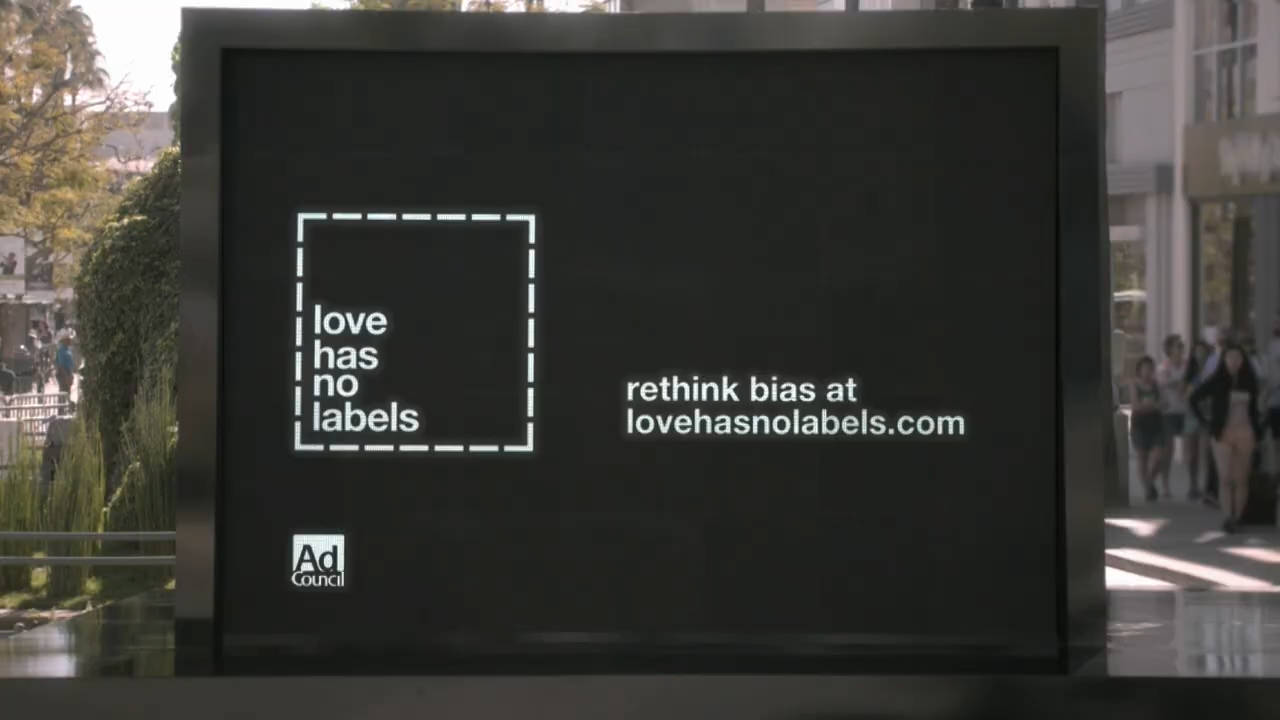 love
has
no
labels
rethink bias at
lovehasnolabels.com
Ad
Council